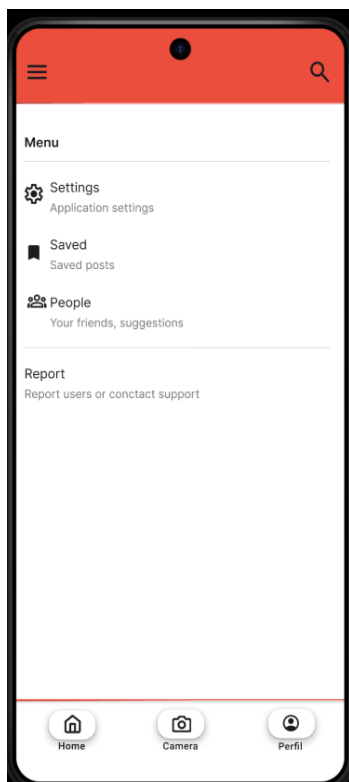 Menu
Settings
Application settings
Saved
Saved posts
People
Your friends, suggestions
Report
Report users or conctact support
Home
Camera
Perfil